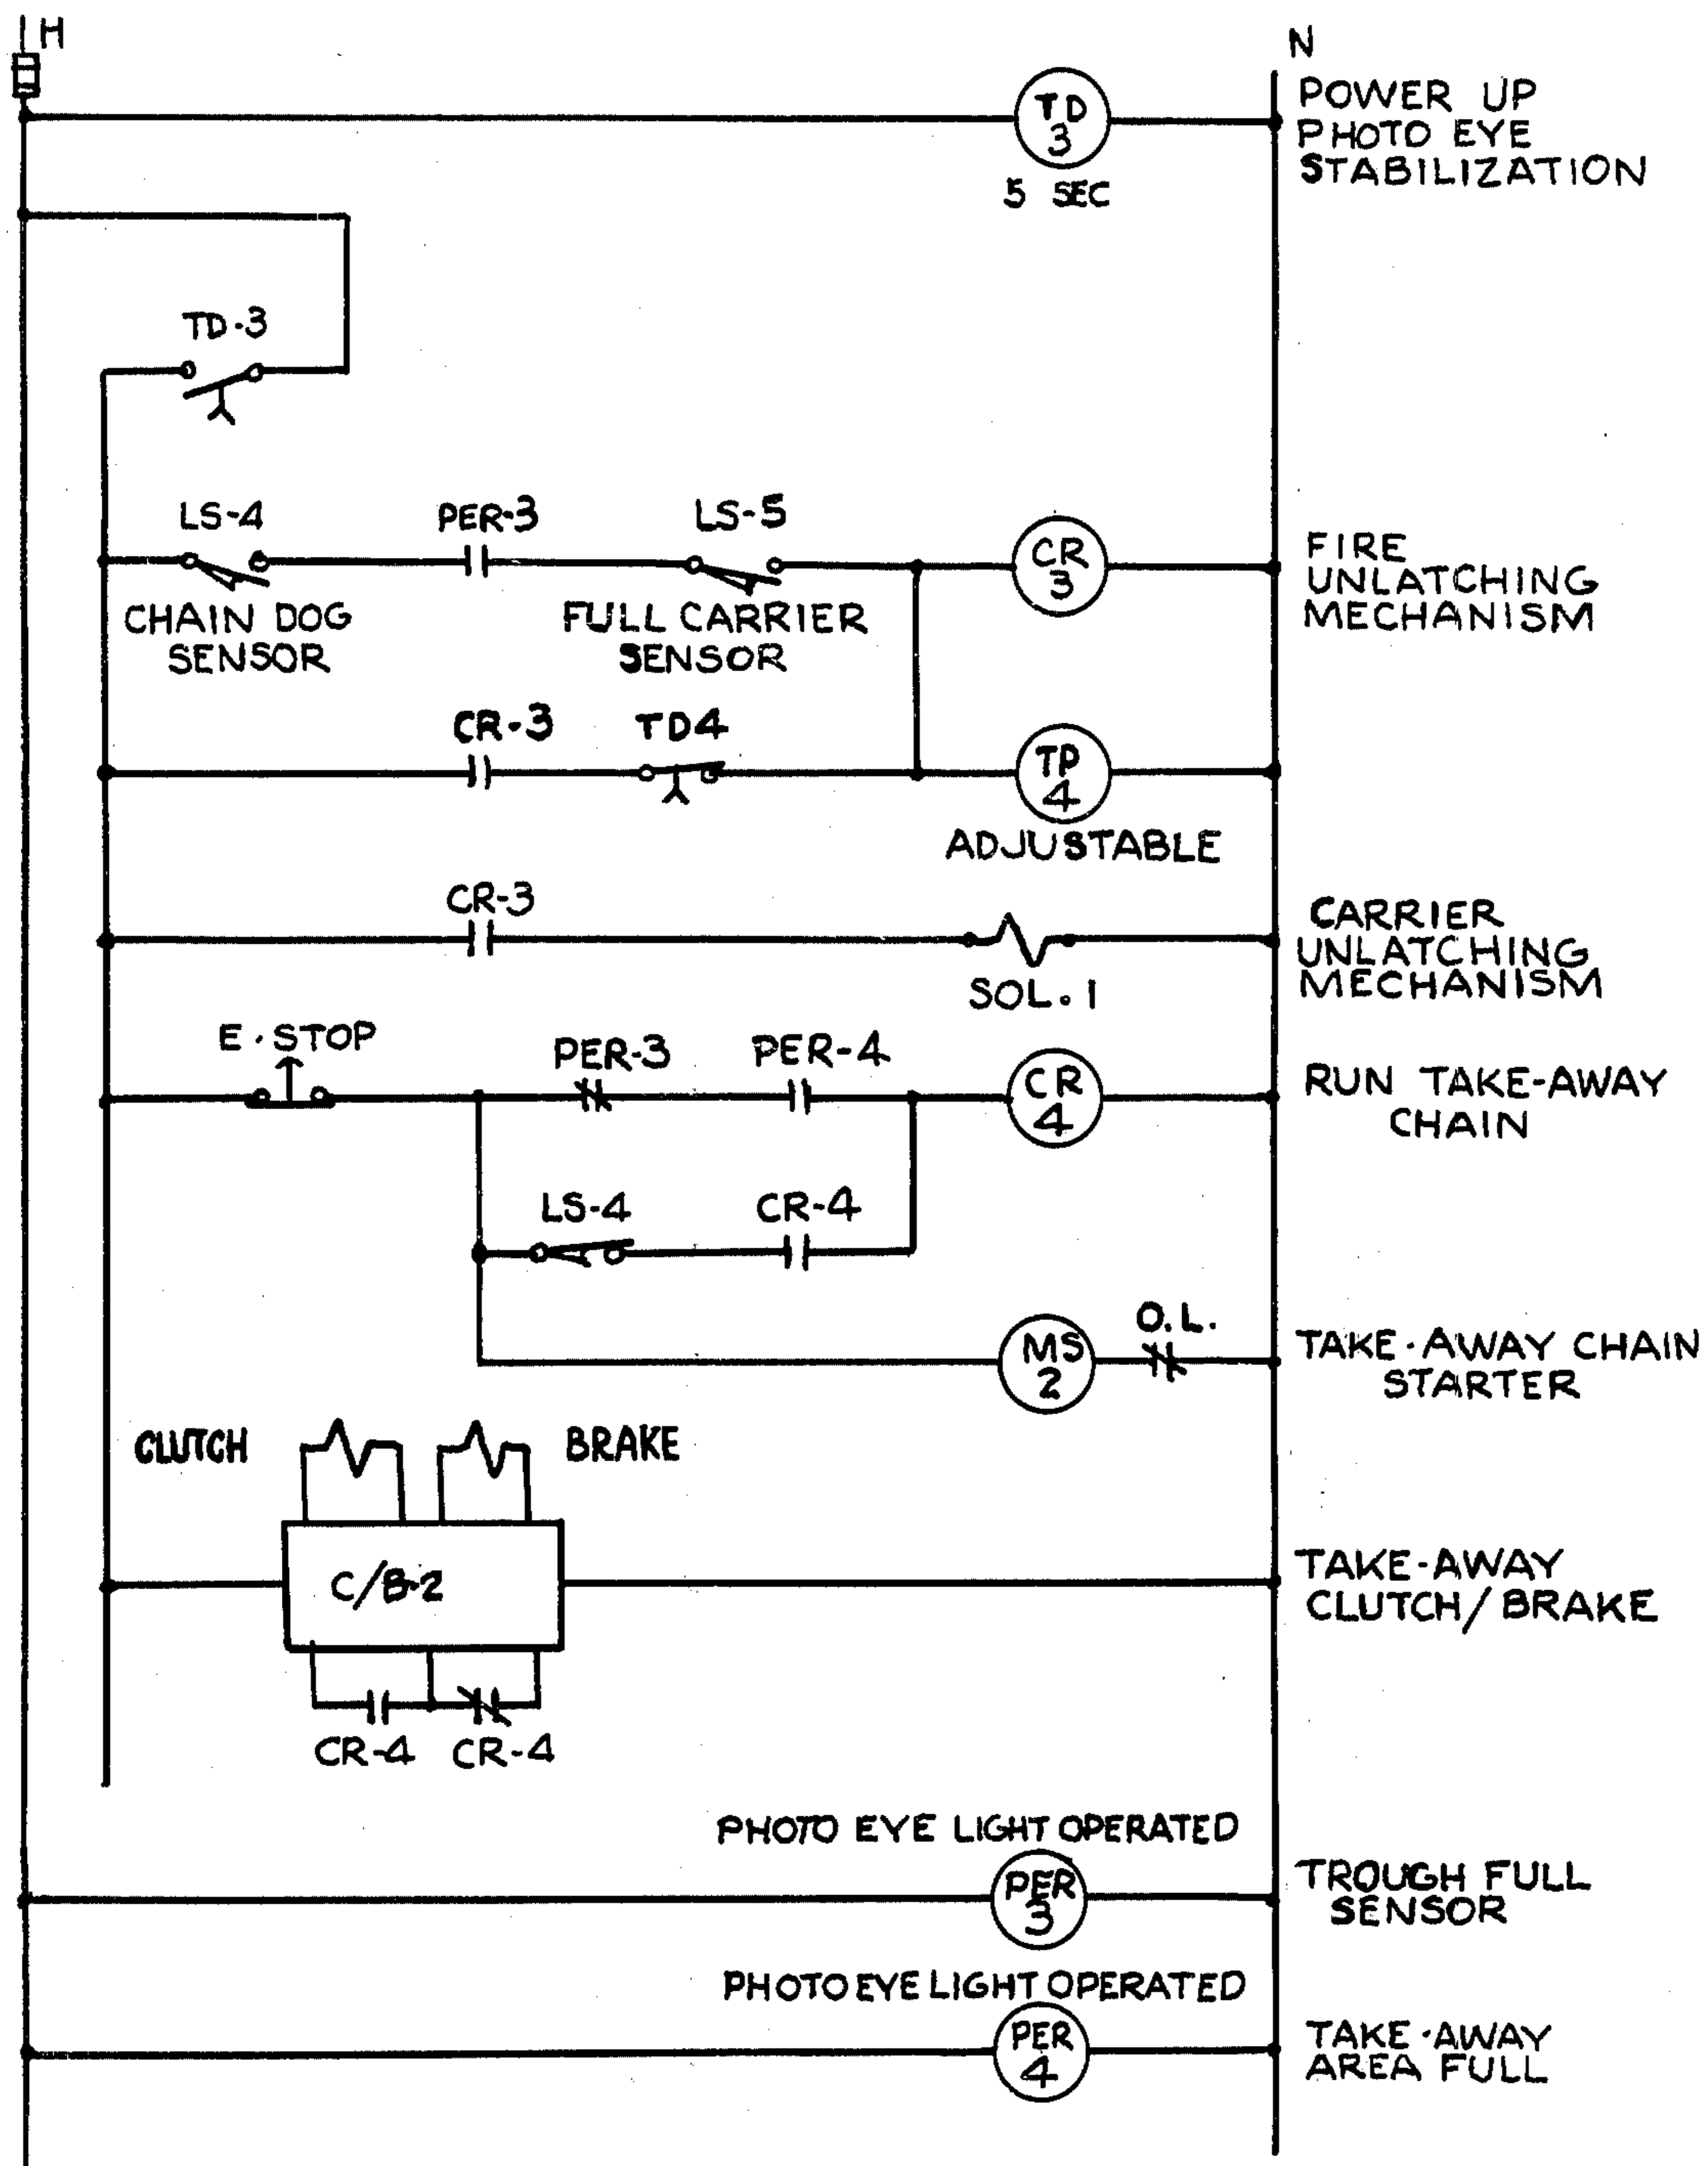 H
N
TD
3
5 SEC
POWER UP
PHOTO EYE
STABILIZATION
TD-3
LS-4
PER-3
LS-5
CR
3
FIRE
UNLATCHING
MECHANISM
CHAIN DOG
SENSOR
FULL CARRIER
SENSOR
CR-3
TD4
TP
4
ADJUSTABLE
CR-3
SOL. 1
CARRIER
UNLATCHING
MECHANISM
E. STOP
PER-3
PER-4
CR
4
RUN TAKE-AWAY
CHAIN
LS-4
CR-4
MS
2
O.L.
TAKE-AWAY CHAIN
STARTER
CLUTCH
BRAKE
C/B-2
TAKE-AWAY
CLUTCH/BRAKE
CR-4
CR-4
PHOTO EYE LIGHT OPERATED
PER
3
TROUGH FULL
SENSOR
PHOTO EYE LIGHT OPERATED
PER
4
TAKE-AWAY
AREA FULL